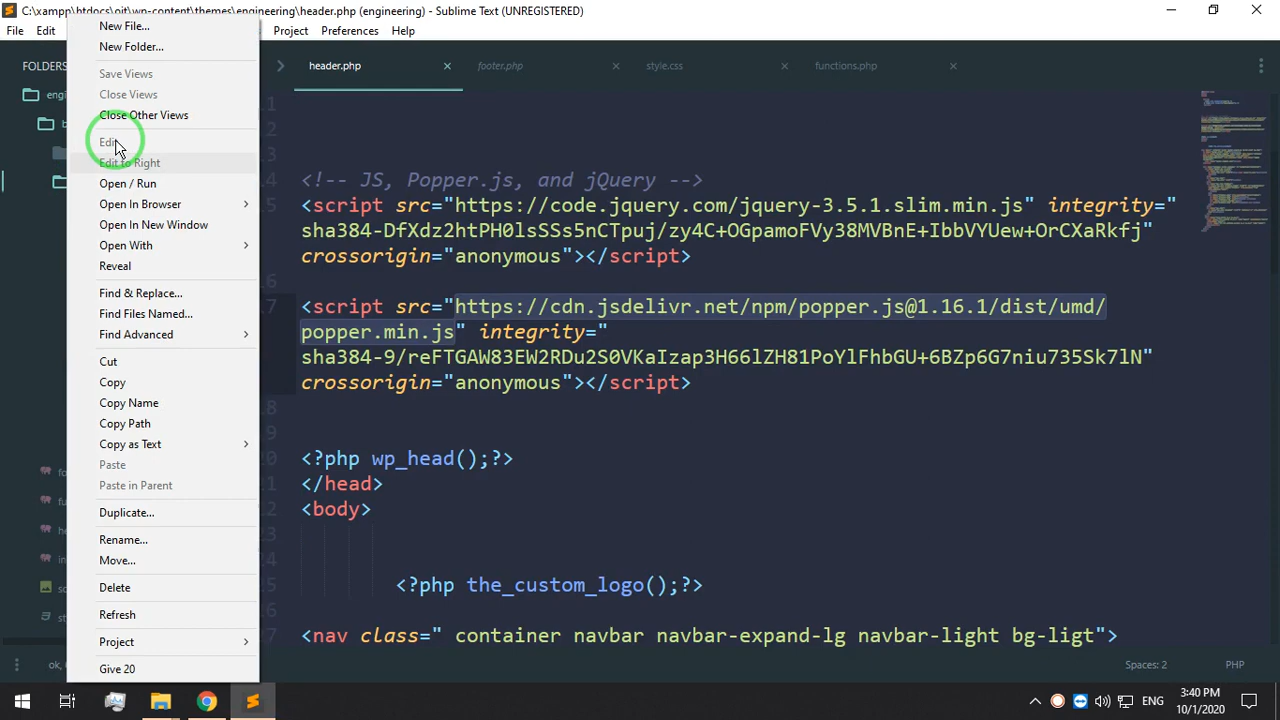 C:\xampp\htdocs\oit\wp-content\themes\engineering\header.php (engineering) - Sublime Text (UNREGISTERED)
File Edit Project Preferences Help
New File...
New Folder...
Save Views
Close Views
Close Other Views
Edit
Edit to Right
Open / Run
Open In Browser
Open In New Window
Open With
Reveal
Find & Replace...
Find Files Named...
Find Advanced
Cut
Copy
Copy Name
Copy Path
Copy as Text
Paste
Paste in Parent
Duplicate...
Rename...
Move...
Delete
Refresh
Project
Give 20
FOLDERS
header.php footer.php style.css functions.php
<!-- JS, Popper.js, and jQuery -->
<script src="https://code.jquery.com/jquery-3.5.1.slim.min.js" integrity="
sha384-DfXdz2htPH0lsSSs5nCTpuj/zy4C+OGpamoFVy38MVBnE+IbbVYUew+OrCXaRkfj"
crossorigin="anonymous"></script>
<script src="https://cdn.jsdelivr.net/npm/popper.js@1.16.1/dist/umd/
popper.min.js" integrity="
sha384-9/reFTGAW83EW2RDu2S0VKaIzap3H66lZH81PoYlFhbGU+6BZp6G7niu735Sk7lN"
crossorigin="anonymous"></script>
<?php wp_head();?>
</head>
<body>
<?php the_custom_logo();?>
<nav class=" container navbar navbar-expand-lg navbar-light bg-ligt">
Spaces: 2 PHP
ENG
3:40 PM
10/1/2020